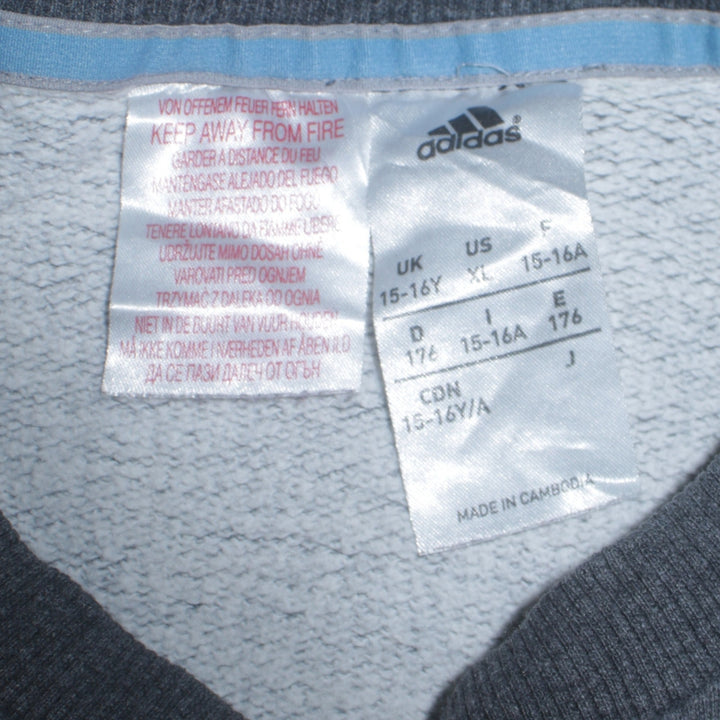 VON OFFENEM FEUER FERN HALTEN
KEEP AWAY FROM FIRE
GARDER À DISTANCE DU FEU
MANTÉNGASE ALEJADO DEL FUEGO
MANTER AFASTADO DO FOGO
TENERE LONTANO DA FIAMME LIBERE
UDRŽUJTE MIMO DOSAH OHNĚ
VAROVATI PRED OGNJEM
TRZYMAĆ Z DALEKA OD OGNIA
NIET IN DE BUURT VAN VUUR HOUDEN
MÅ IKKE KOMME I NÆRHEDEN AF ÅBEN ILD
ДА СЕ ПАЗИ ДАЛЕЧ ОТ ОГЪН
adidas®
UK US F
15-16Y XL 15-16A
D I E
176 15-16A 176
CDN J
15-16Y/A
MADE IN CAMBODIA